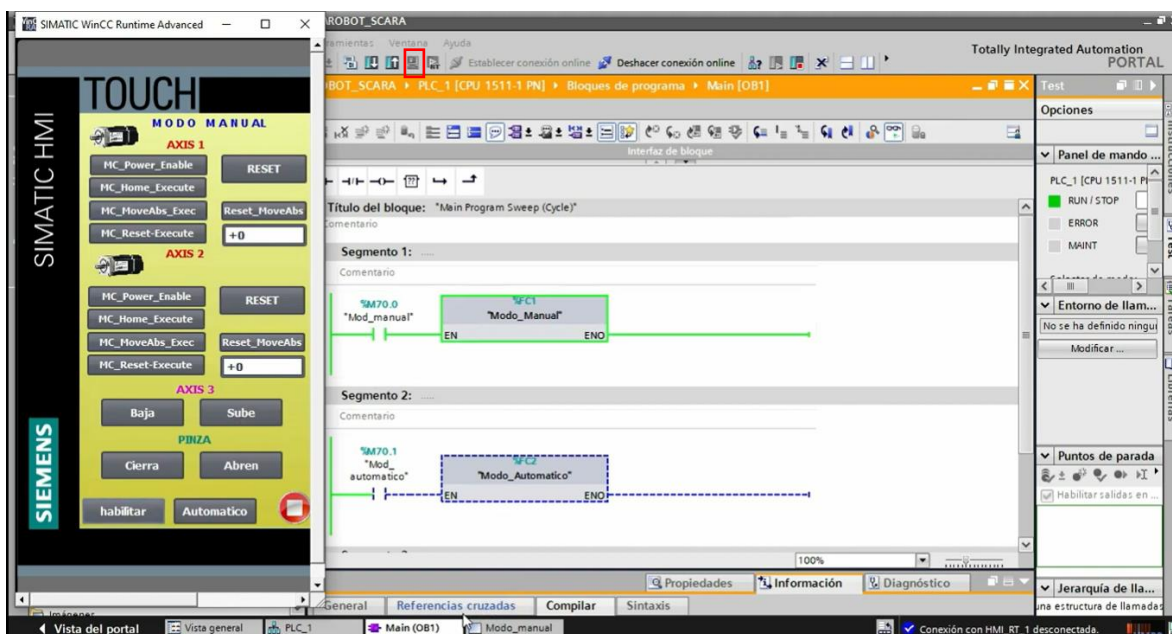 SIMATIC WinCC Runtime Advanced
ROBOT_SCARA
Ventana Ayuda
Establecer conexión online Deshacer conexión online
Totally Integrated Automation
PORTAL
ROBOT_SCARA PLC_1 [CPU 1511-1 PN] Bloques de programa Main [OB1]
Test
Opciones
Interfaz de bloque
Título del bloque: "Main Program Sweep (Cycle)"
Comentario
Segmento 1:
Comentario
%M70.0
"Mod_manual"
%FC1
"Modo_Manual"
EN ENO
Segmento 2:
Comentario
%M70.1
"Mod_
automatico"
%FC2
"Modo_Automatico"
EN ENO
100%
Propiedades Información Diagnóstico
General Referencias cruzadas Compilar Sintaxis
SIMATIC HMI
SIEMENS
TOUCH
MODO MANUAL
AXIS 1
MC_Power_Enable RESET
MC_Home_Execute
MC_MoveAbs_Exec Reset_MoveAbs
MC_Reset-Execute +0
AXIS 2
MC_Power_Enable RESET
MC_Home_Execute
MC_MoveAbs_Exec Reset_MoveAbs
MC_Reset-Execute +0
AXIS 3
Baja Sube
PINZA
Cierra Abren
habilitar Automatico
Panel de mando ...
PLC_1 [CPU 1511-1
RUN / STOP
ERROR
MAINT
Entorno de llam...
No se ha definido ningu
Modificar ...
Puntos de parada
Habilitar salidas en ...
Jerarquía de lla...
una estructura de llamadas
Vista del portal Vista general PLC_1 Main (OB1) Modo_manual Conexión con HMI_RT_1 desconectada.